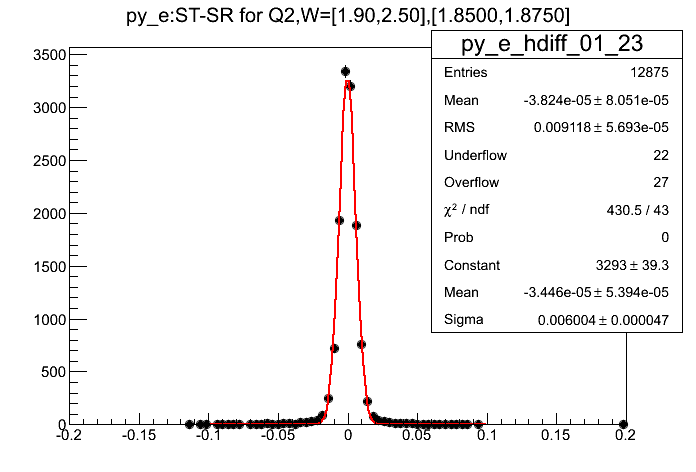 py_e:ST-SR for Q2,W=[1.90,2.50],[1.8500,1.8750]
py_e_hdiff_01_23
Entries 12875
Mean -3.824e-05 ± 8.051e-05
RMS 0.009118 ± 5.693e-05
Underflow 22
Overflow 27
χ² / ndf 430.5 / 43
Prob 0
Constant 3293 ± 39.3
Mean -3.446e-05 ± 5.394e-05
Sigma 0.006004 ± 0.000047
3500
3000
2500
2000
1500
1000
500
0
-0.2 -0.15 -0.1 -0.05 0 0.05 0.1 0.15 0.2